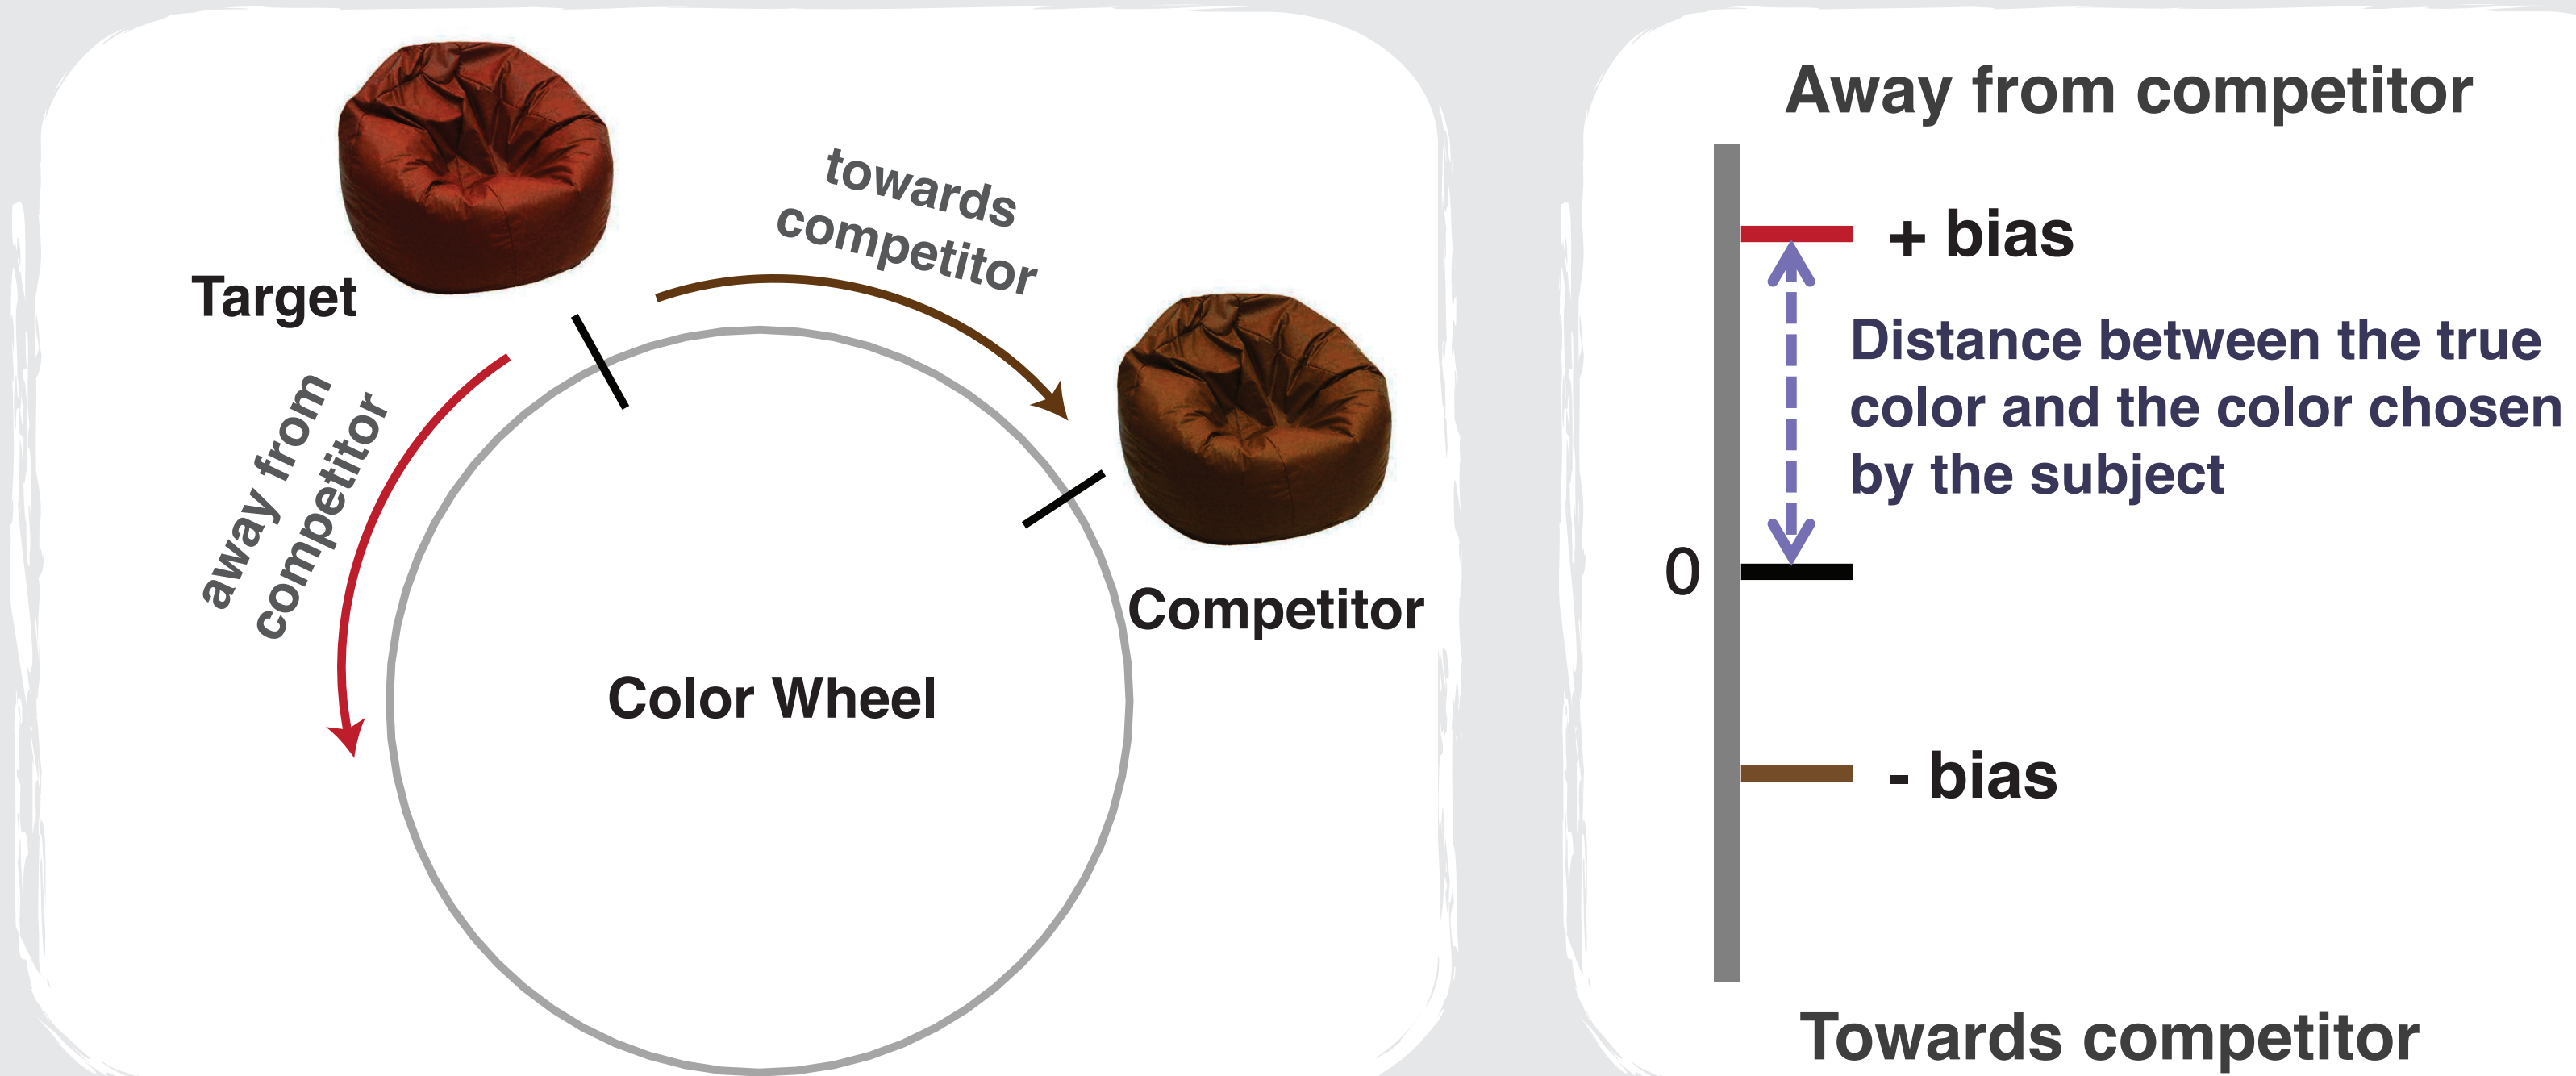 Target
towards
competitor
away from
competitor
Competitor
Color Wheel
Away from competitor
+ bias
Distance between the true
color and the color chosen
by the subject
0
- bias
Towards competitor